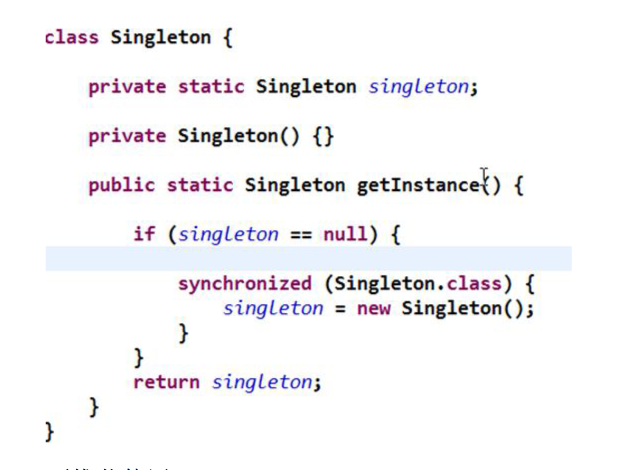 class Singleton {
private static Singleton singleton;
private Singleton() {}
public static Singleton getInstance() {
if (singleton == null) {
synchronized (Singleton.class) {
singleton = new Singleton();
}
}
return singleton;
}
}